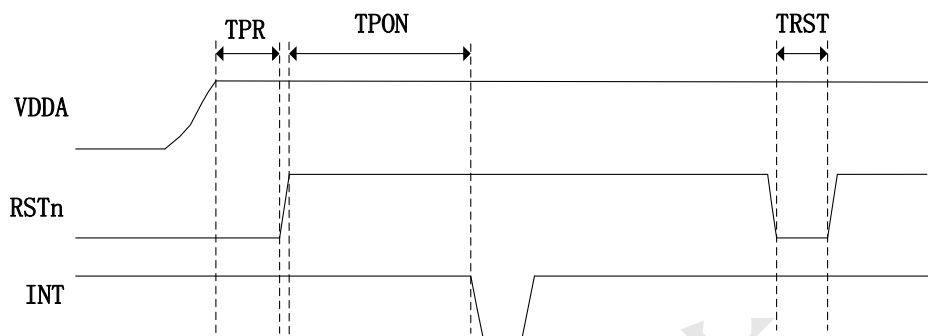 TPR
TPON
TRST
VDDA
RSTn
INT